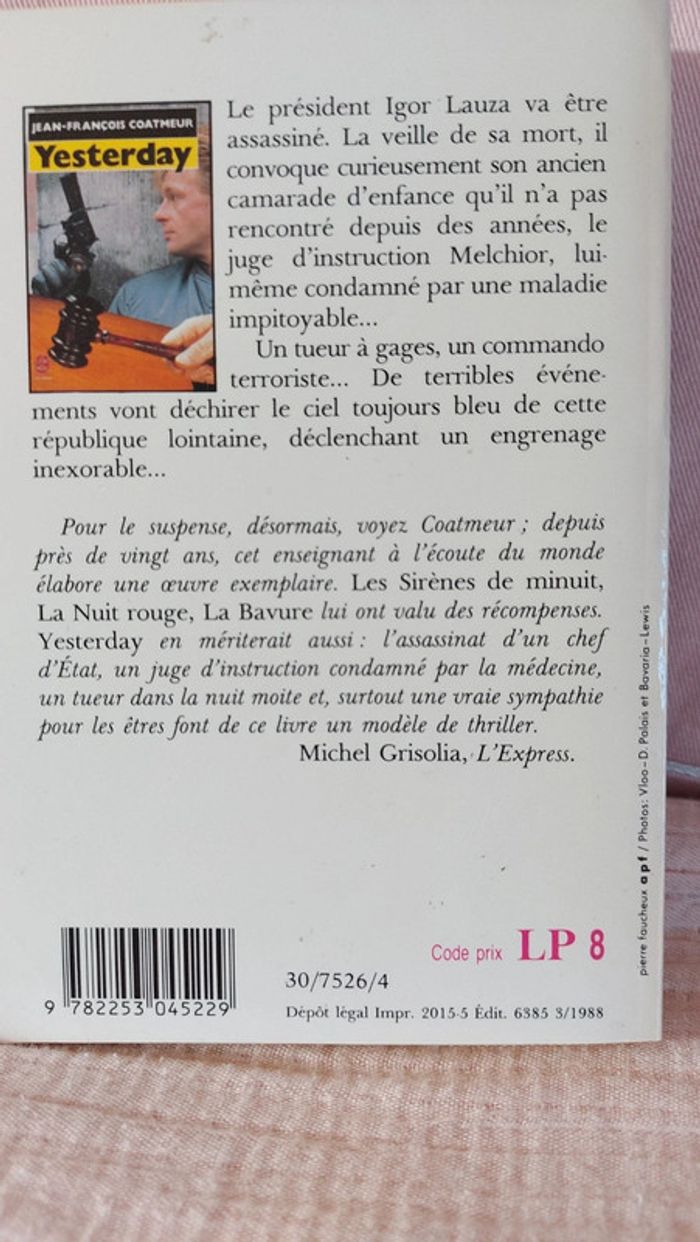 JEAN-FRANÇOIS COATMEUR
Yesterday
Le président Igor Lauza va être
assassiné. La veille de sa mort, il
convoque curieusement son ancien
camarade d'enfance qu'il n'a pas
rencontré depuis des années, le
juge d'instruction Melchior, lui-
même condamné par une maladie
impitoyable...
Un tueur à gages, un commando
terroriste... De terribles événe-
ments vont déchirer le ciel toujours bleu de cette
république lointaine, déclenchant un engrenage
inexorable...
Pour le suspense, désormais, voyez Coatmeur ; depuis
près de vingt ans, cet enseignant à l'écoute du monde
élabore une œuvre exemplaire. Les Sirènes de minuit,
La Nuit rouge, La Bavure lui ont valu des récompenses.
Yesterday en mériterait aussi : l'assassinat d'un chef
d'État, un juge d'instruction condamné par la médecine,
un tueur dans la nuit moite et, surtout une vraie sympathie
pour les êtres font de ce livre un modèle de thriller.
Michel Grisolia, L'Express.
pierre faucheux apf / Photos: Vloo-D. Palais et Bavaria-Lewis
Code prix LP 8
30/7526/4
9 782253 045229
Dépôt légal Impr. 2015-5 Édit. 6385 3/1988